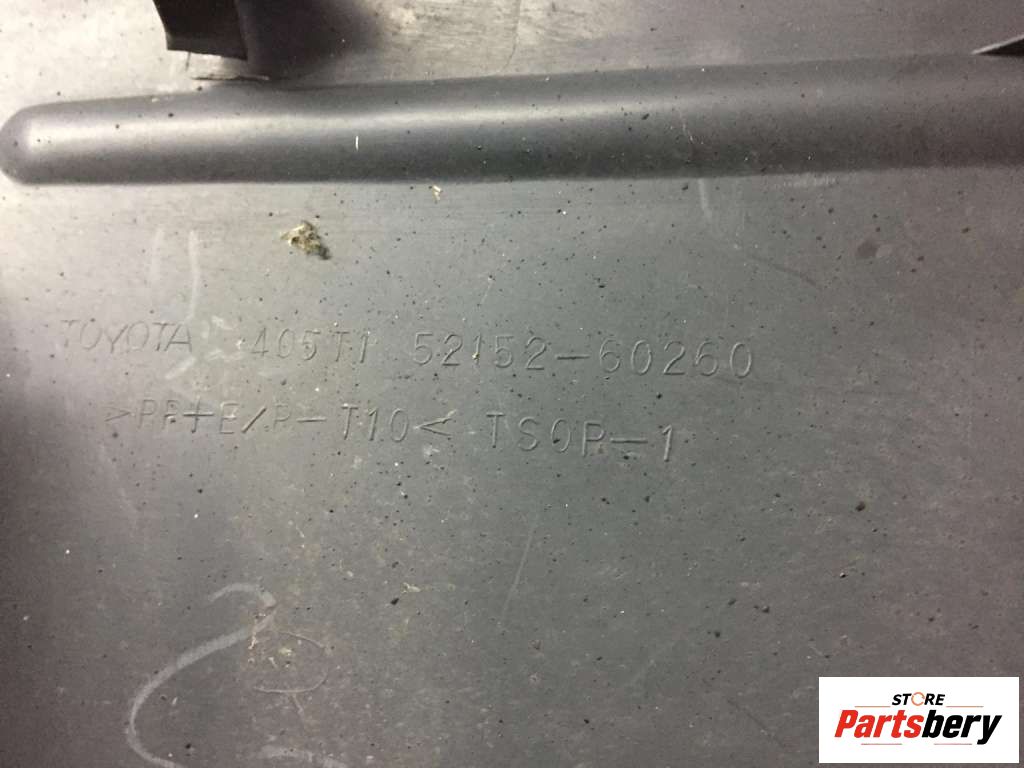 TOYOTA 405T1 52152-60260
>PP+E/P-T10< TSOP-1
STORE
Partsbery